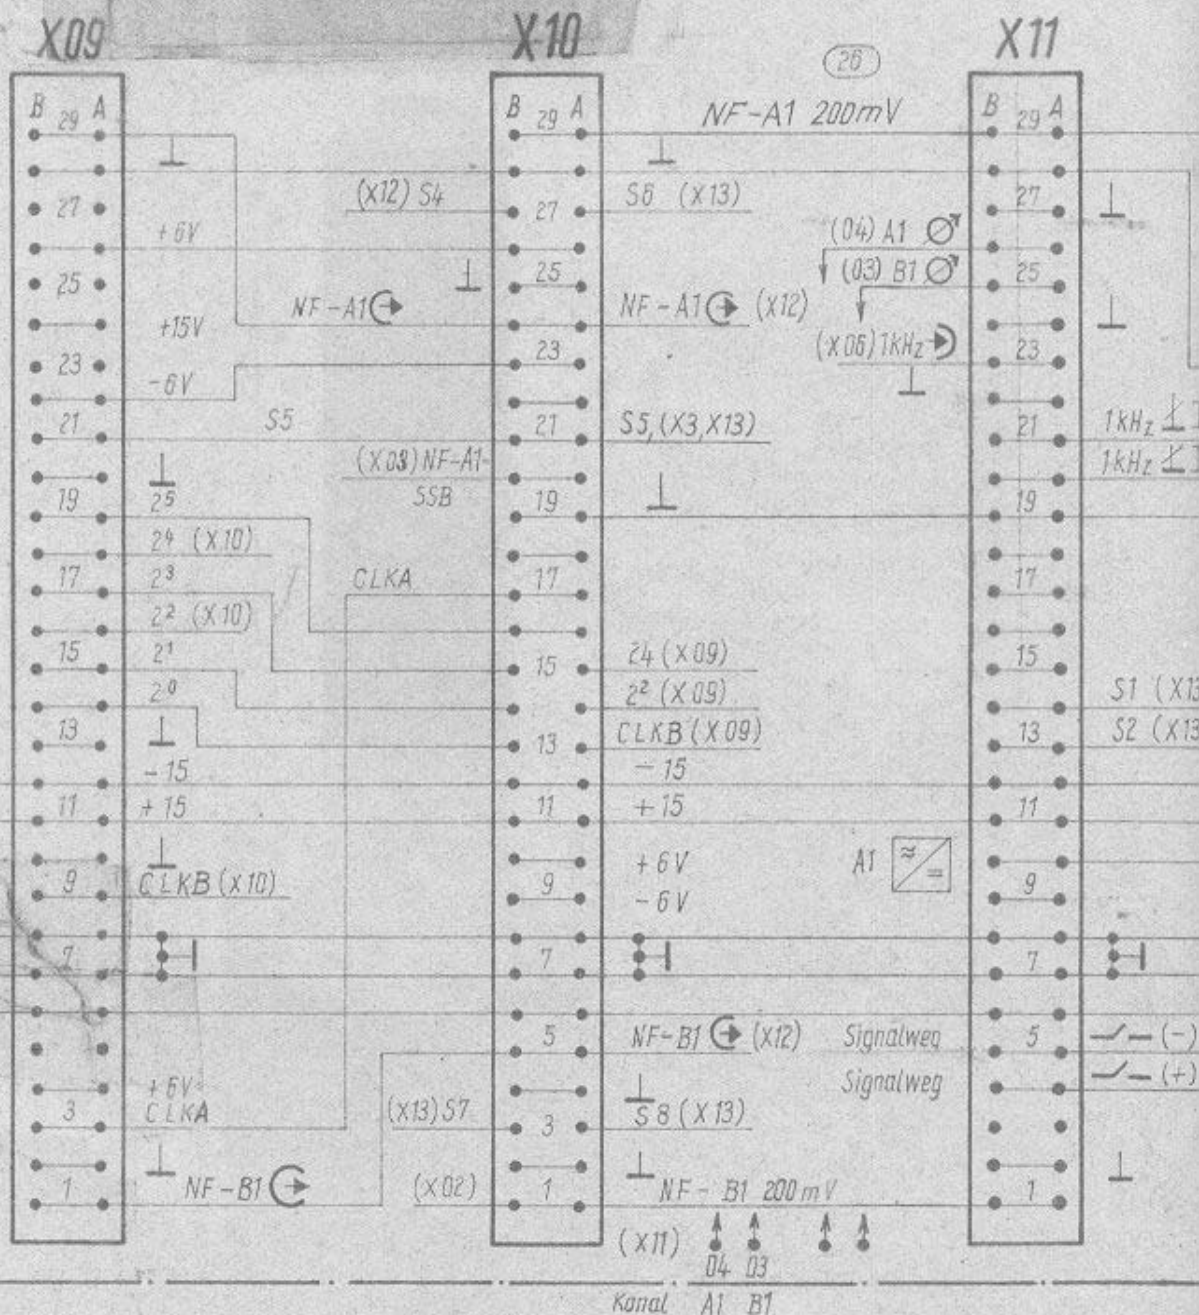 X09
X10
X11
26
B 29 A
B 29 A
NF-A1 200mV
B 29 A
27
(X12) S4
27
S6 (X13)
27
+6V
(04) A1
25
25
(03) B1
25
NF-A1
NF-A1 (X12)
+15V
23
23
(X06) 1kHz
23
-6V
21
S5
21
S5, (X3, X13)
21
1kHz
(X03) NF-A1-
SSB
1kHz
19
25
19
19
24 (X10)
17
2³
CLKA
17
17
2² (X10)
15
2¹
15
24 (X09)
15
2⁰
2² (X09)
S1 (X13
13
13
CLKB (X09)
13
S2 (X13
-15
-15
11
+15
11
+15
11
+6V
A1 ≈ =
9
CLKB (X10)
9
-6V
9
7
7
7
5
NF-B1 (X12)
Signalweg
5
(-)
+6V
Signalweg
(+)
3
CLKA
(X13) S7
3
S8 (X13)
1
NF-B1
(X02)
1
NF-B1 200mV
1
(X11)
04 03
Kanal A1 B1